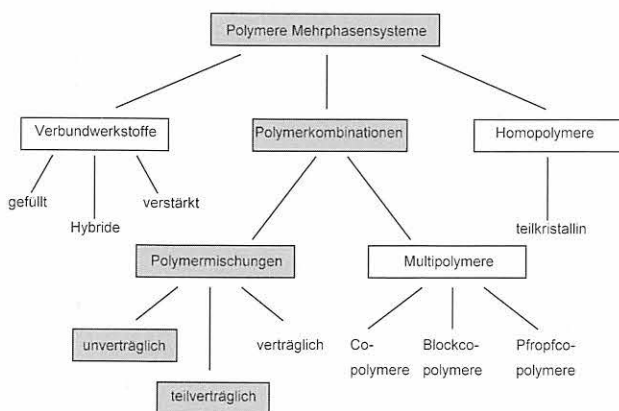 Polymere Mehrphasensysteme
Verbundwerkstoffe
Polymerkombinationen
Homopolymere
gefüllt
Hybride
verstärkt
teilkristallin
Polymermischungen
Multipolymere
unverträglich
teilverträglich
verträglich
Co-
polymere
Blockco-
polymere
Pfropfco-
polymere